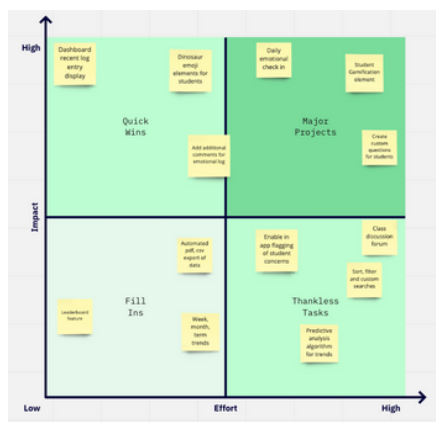 High
Dashboard
recent log
entry
display
Dinosaur
emoji
elements for
students
Daily
emotional
check in
Student
Gamification
element
Quick
Wins
Major
Projects
Add additional
comments for
emotional log
Create
custom
questions
for students
Impact
Automated
pdf, csv
export of
data
Enable in
app flagging
of student
concerns
Class
discussion
forum
Sort, filter
and custom
searches
Leaderboard
feature
Fill
Ins
Week,
month,
term
trends
Thankless
Tasks
Predictive
analysis
algorithm
for trends
Low
Effort
High